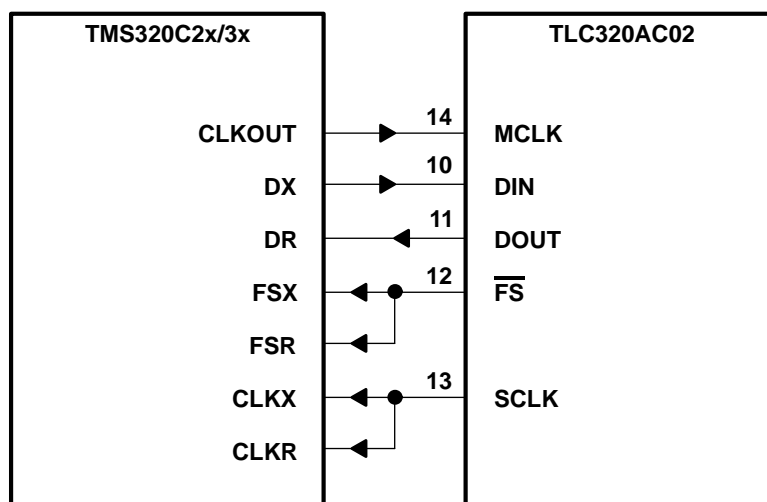 TMS320C2x/3x
TLC320AC02
CLKOUT
14
MCLK
DX
10
DIN
DR
11
DOUT
FSX
12
F̅S̅
FSR
CLKX
13
SCLK
CLKR